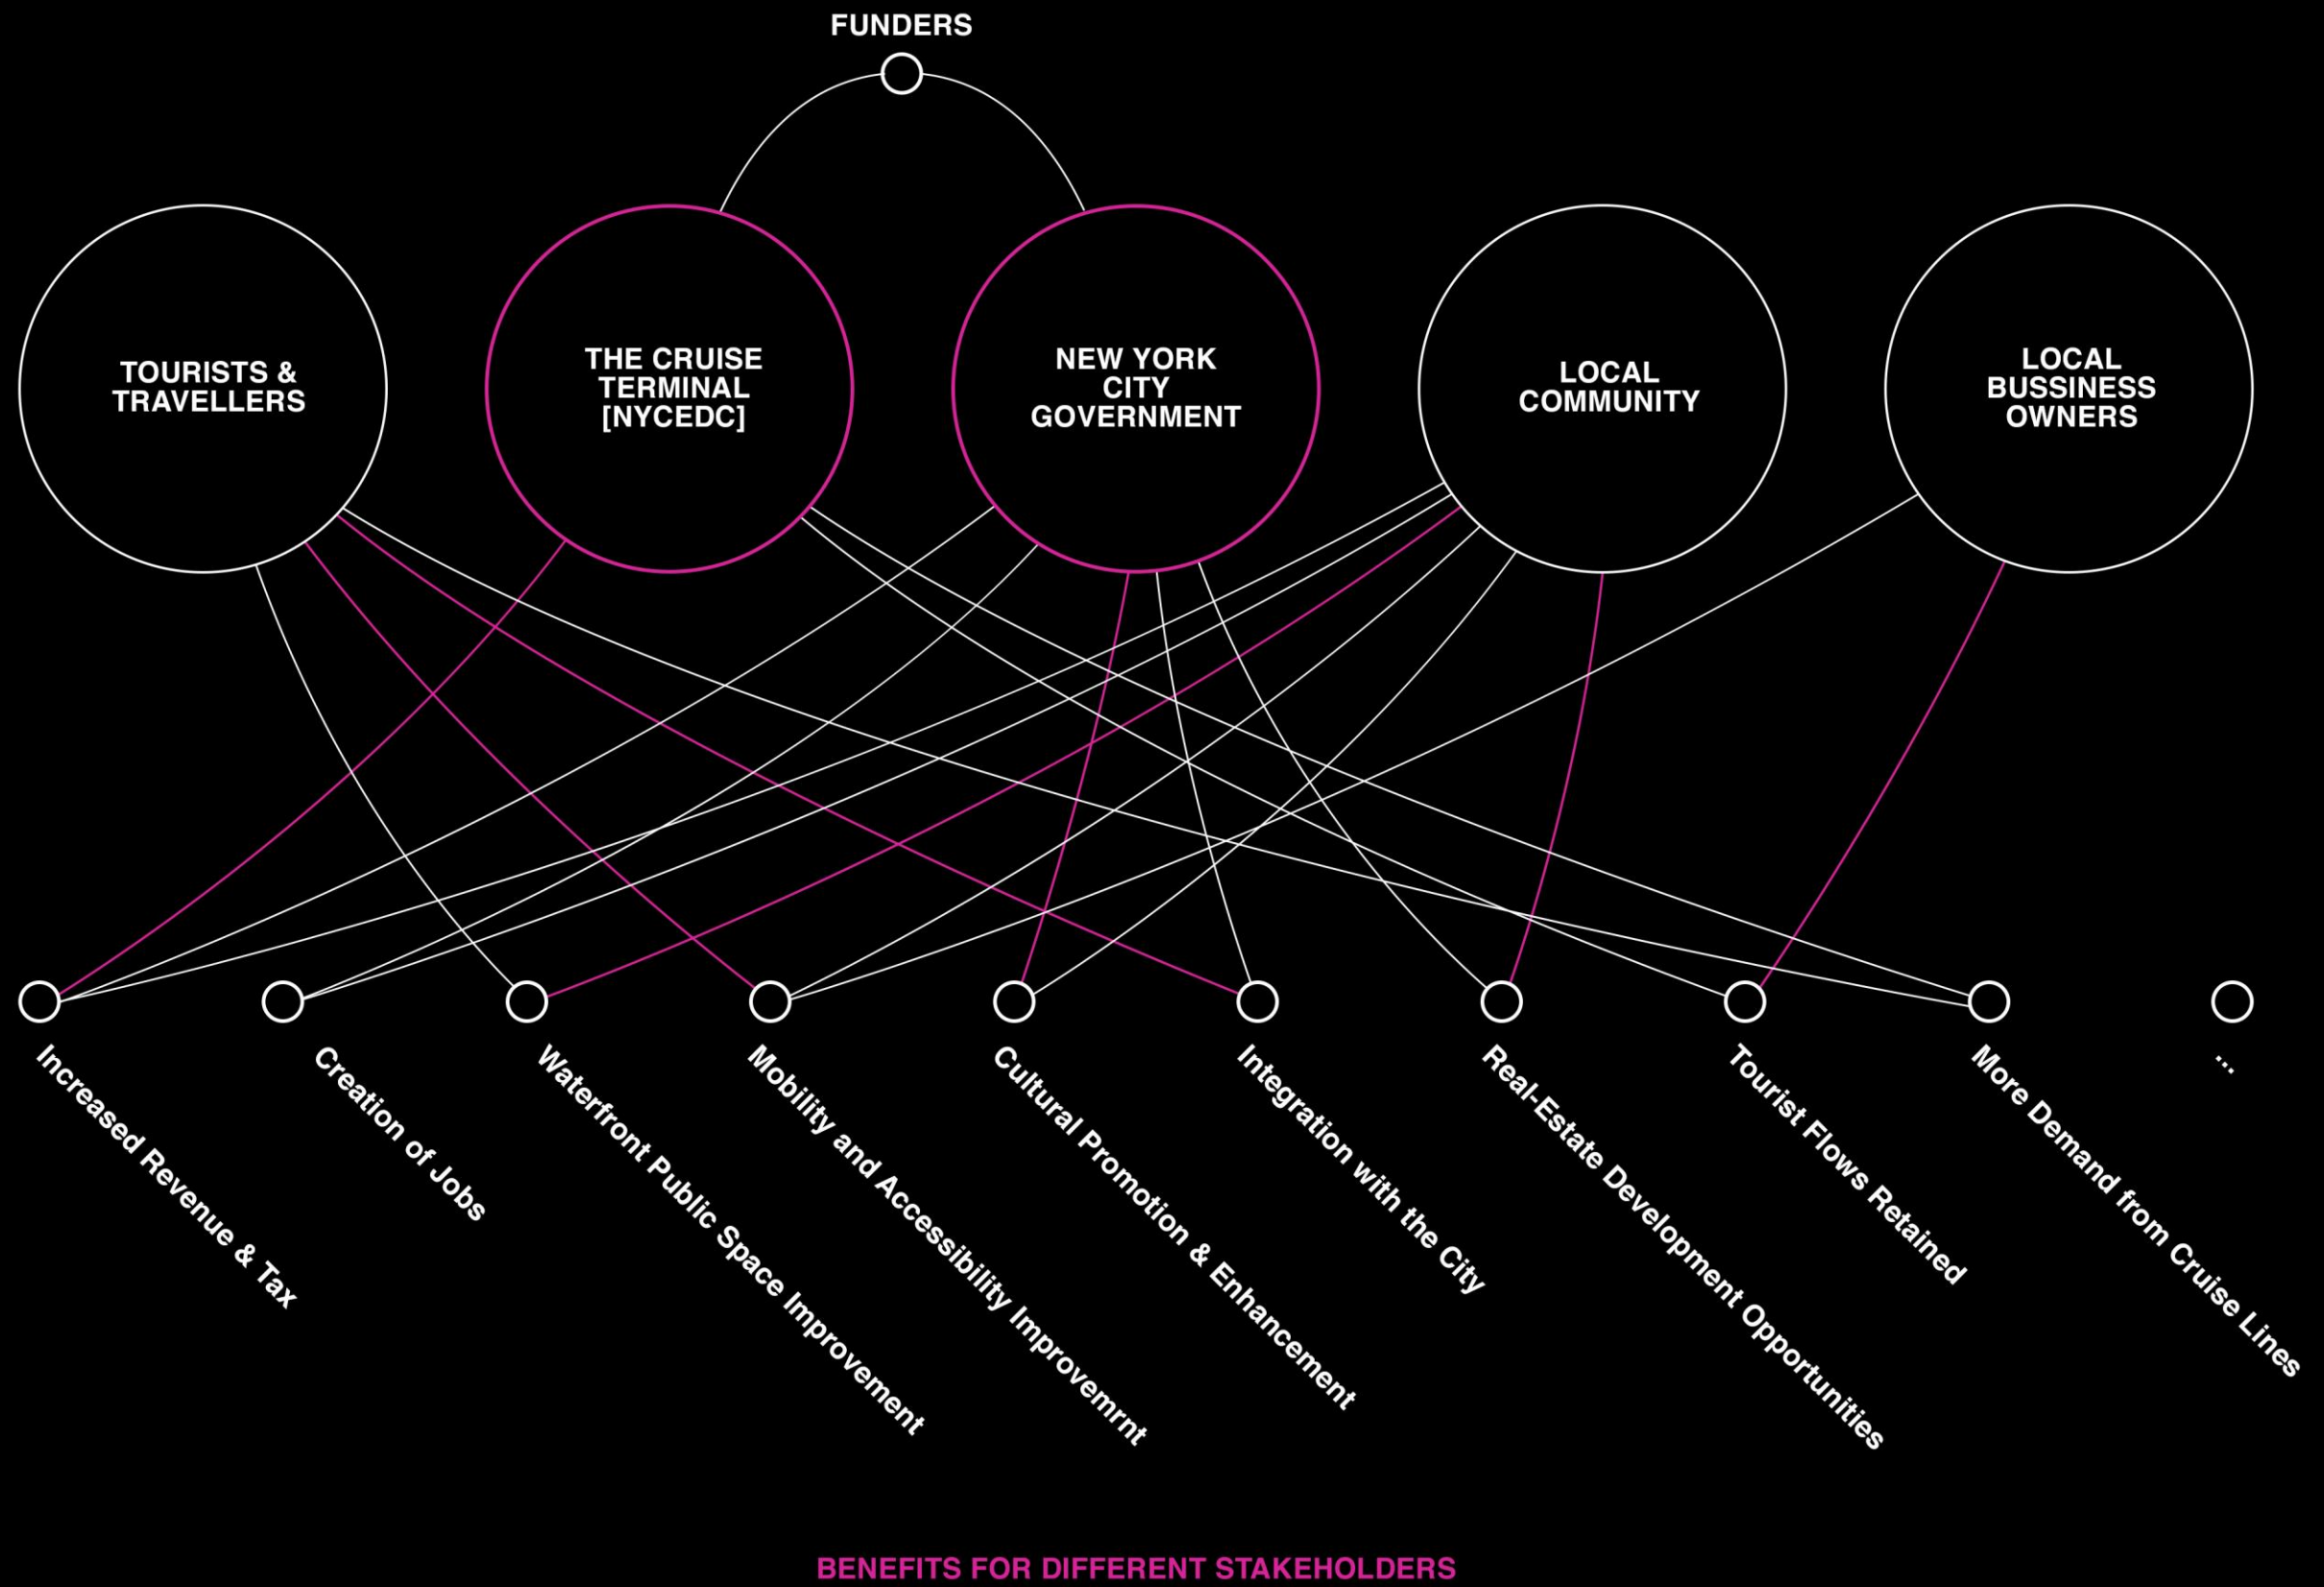 FUNDERS
TOURISTS &
TRAVELLERS
THE CRUISE
TERMINAL
[NYCEDC]
NEW YORK
CITY
GOVERNMENT
LOCAL
COMMUNITY
LOCAL
BUSSINESS
OWNERS
Increased Revenue & Tax
Creation of Jobs
Waterfront Public Space Improvement
Mobility and Accessibility Improvemrnt
Cultural Promotion & Enhancement
Integration with the City
Real-Estate Development Opportunities
Tourist Flows Retained
More Demand from Cruise Lines
...
BENEFITS FOR DIFFERENT STAKEHOLDERS